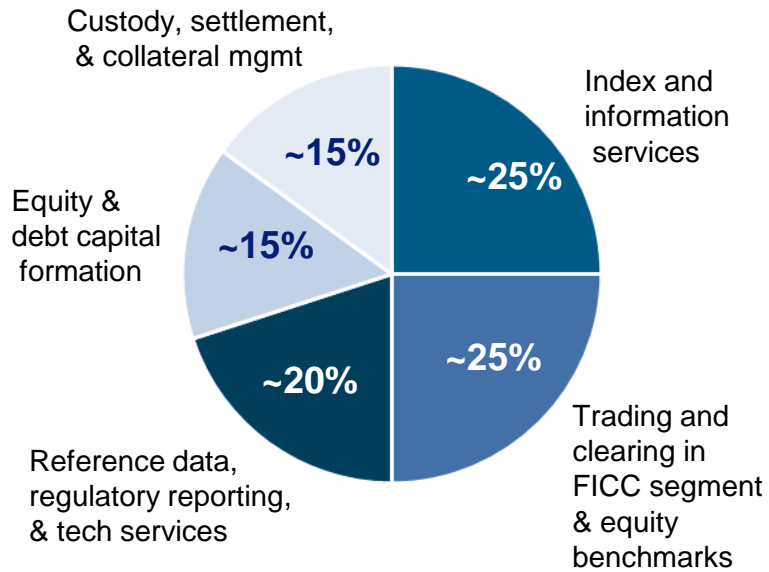 Custody, settlement,
& collateral mgmt
~15%
Index and
information
services
~25%
Equity &
debt capital
formation
~15%
~25%
Trading and
clearing in
FICC segment
& equity
benchmarks
~20%
Reference data,
regulatory reporting,
& tech services